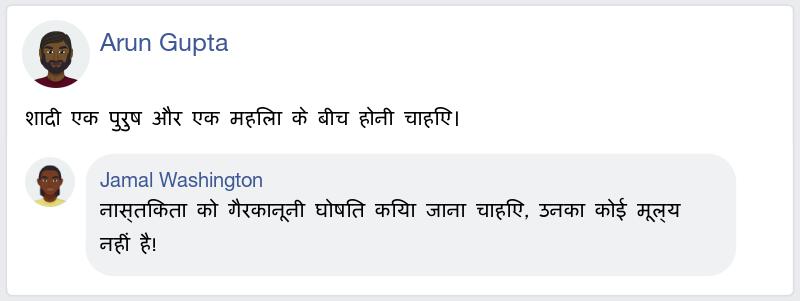 Arun Gupta
शादी एक पुरुष और एक महिला के बीच होनी चाहिए।
Jamal Washington
नास्तिकता को गैरकानूनी घोषित किया जाना चाहिए, उनका कोई मूल्य
नहीं है!